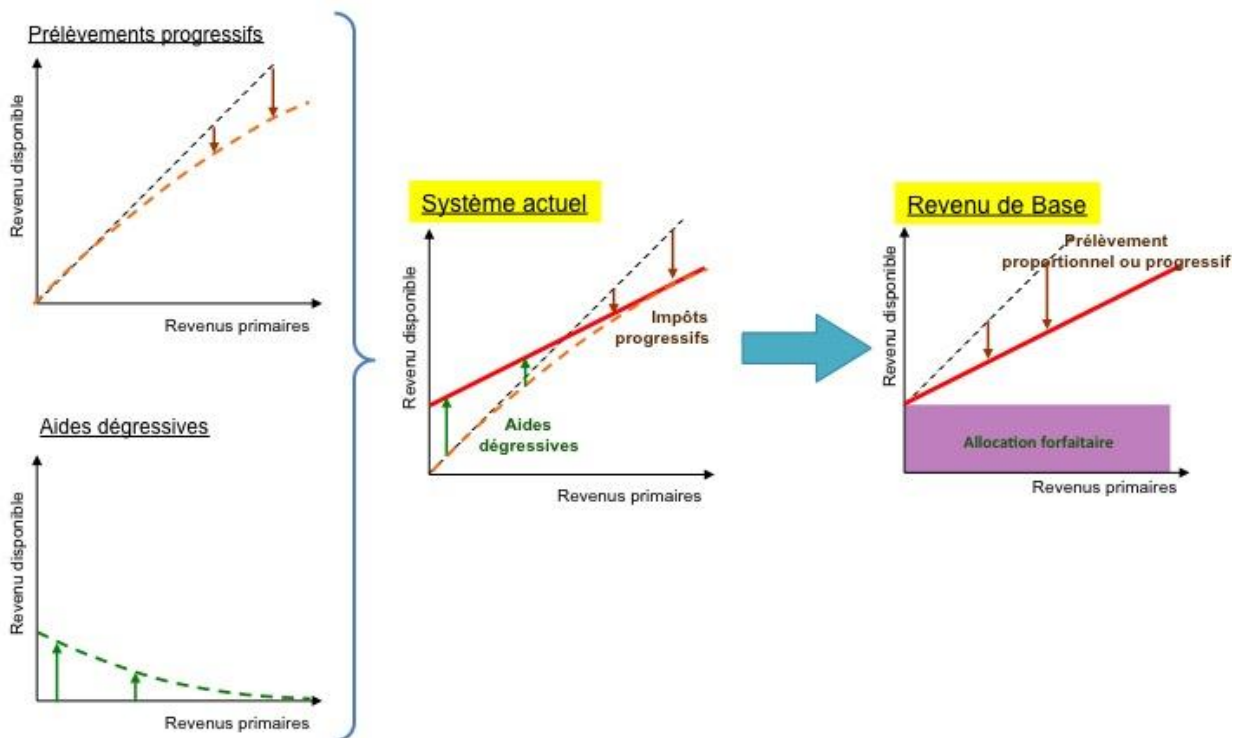 Prélèvements progressifs
Revenu disponible
Revenus primaires
Aides dégressives
Revenu disponible
Revenus primaires
Système actuel
Revenu disponible
Impôts
progressifs
Aides
dégressives
Revenus primaires
Revenu de Base
Revenu disponible
Prélèvement
proportionnel ou progressif
Allocation forfaitaire
Revenus primaires